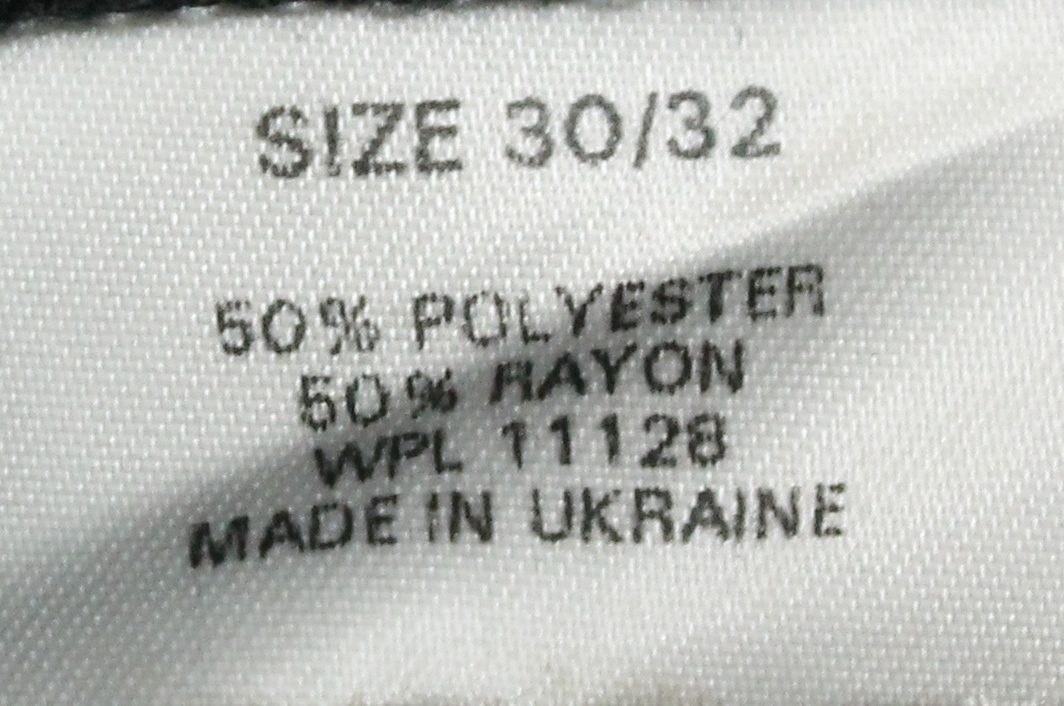 SIZE 30/32
50% POLYESTER
50% RAYON
WPL 11128
MADE IN UKRAINE